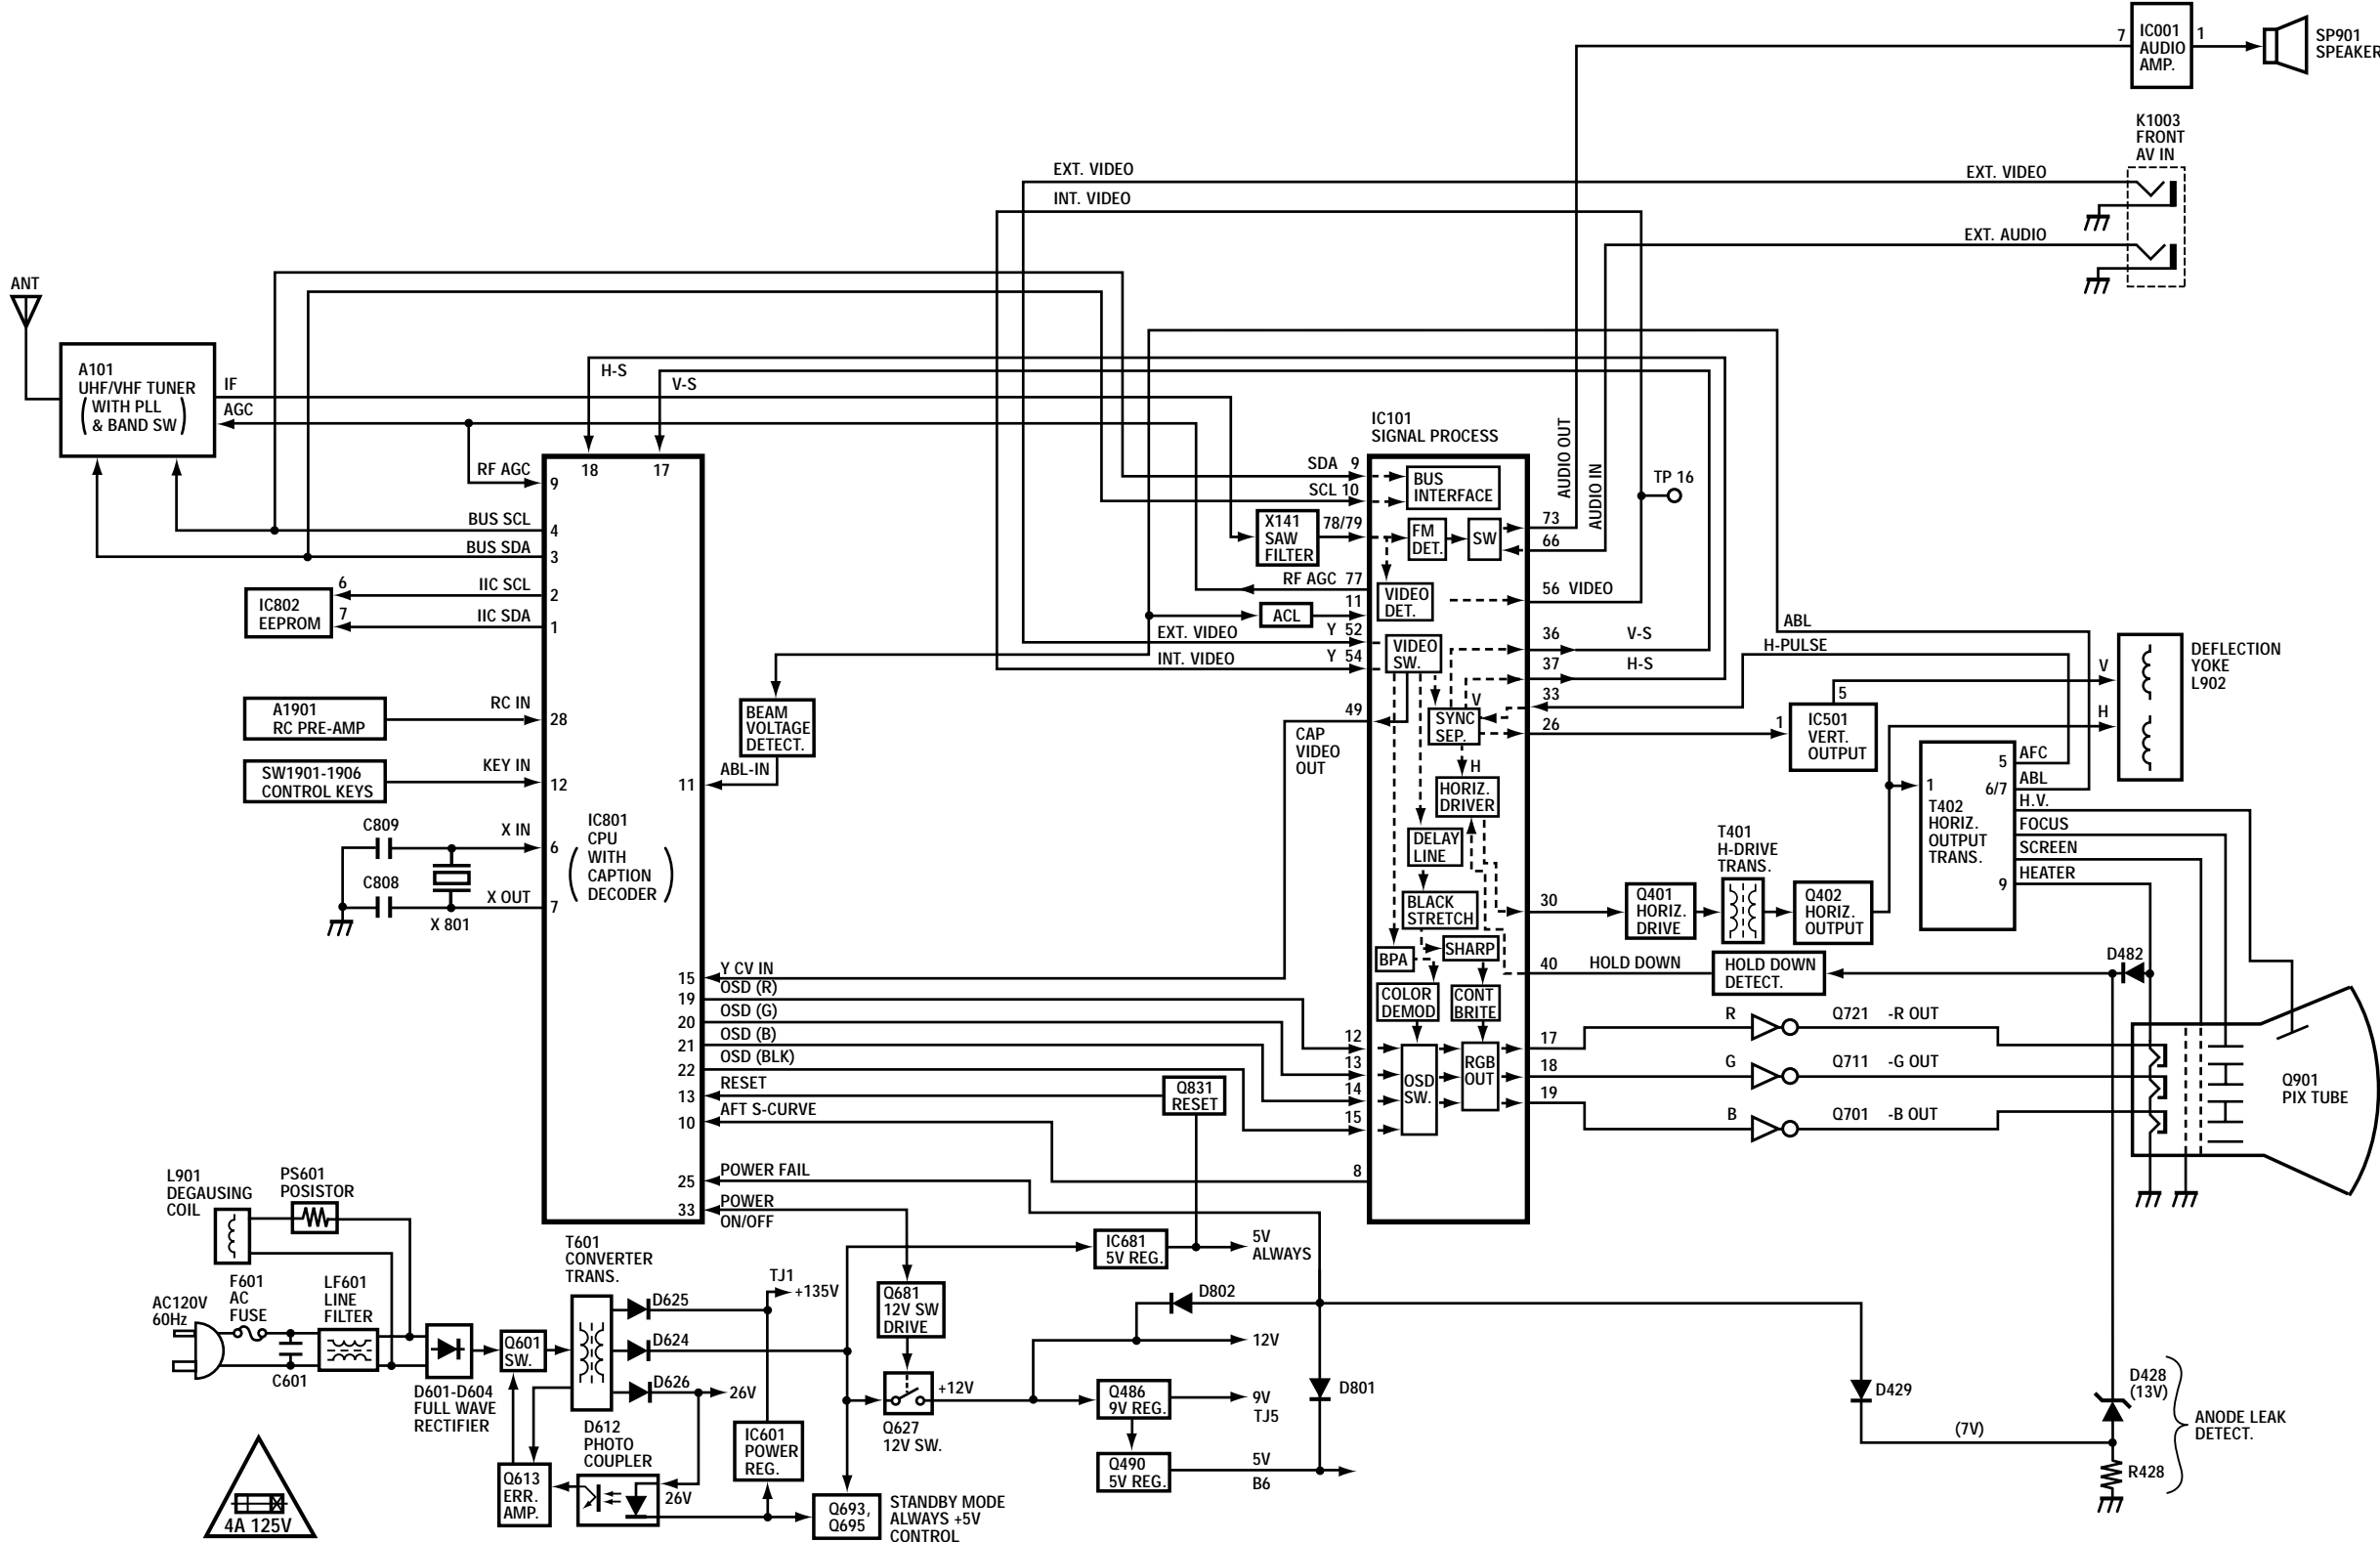 7
IC001
AUDIO
AMP.
1
SP901
SPEAKER
K1003
FRONT
AV IN
EXT. VIDEO
EXT. VIDEO
INT. VIDEO
EXT. AUDIO
ANT
A101
UHF/VHF TUNER
WITH PLL
& BAND SW
IF
AGC
H-S
V-S
RF AGC
9
18
17
BUS SCL
4
BUS SDA
3
IC802
EEPROM
6
IIC SCL
2
7
IIC SDA
1
A1901
RC PRE-AMP
RC IN
28
SW1901-1906
CONTROL KEYS
KEY IN
12
C809
X IN
6
C808
X OUT
7
X 801
IC801
CPU
WITH
CAPTION
DECODER
11
ABL-IN
BEAM
VOLTAGE
DETECT.
15
Y CV IN
19
OSD (R)
20
OSD (G)
21
OSD (B)
22
OSD (BLK)
13
RESET
10
AFT S-CURVE
25
POWER FAIL
33
POWER
ON/OFF
Q831
RESET
IC101
SIGNAL PROCESS
SDA 9
SCL 10
BUS
INTERFACE
X141
SAW
FILTER
78/79
FM
DET.
SW
RF AGC 77
VIDEO
DET.
ACL
11
EXT. VIDEO
Y 52
INT. VIDEO
Y 54
VIDEO
SW.
49
CAP
VIDEO
OUT
V
SYNC
SEP.
H
HORIZ.
DRIVER
DELAY
LINE
BLACK
STRETCH
BPA
SHARP
COLOR
DEMOD
CONT
BRITE
12
13
14
15
OSD
SW.
RGB
OUT
8
AUDIO OUT
AUDIO IN
73
66
TP 16
56 VIDEO
36
V-S
37
H-S
33
26
ABL
H-PULSE
30
Q401
HORIZ.
DRIVE
T401
H-DRIVE
TRANS.
Q402
HORIZ.
OUTPUT
40
HOLD DOWN
HOLD DOWN
DETECT.
D482
1
IC501
VERT.
OUTPUT
5
V
H
DEFLECTION
YOKE
L902
1
T402
HORIZ.
OUTPUT
TRANS.
5
AFC
6/7
ABL
H.V.
FOCUS
SCREEN
9
HEATER
17
R
Q721 -R OUT
18
G
Q711 -G OUT
19
B
Q701 -B OUT
Q901
PIX TUBE
L901
DEGAUSING
COIL
PS601
POSISTOR
AC120V
60Hz
F601
AC
FUSE
LF601
LINE
FILTER
C601
D601-D604
FULL WAVE
RECTIFIER
Q601
SW.
T601
CONVERTER
TRANS.
D625
D624
D626
TJ1
+135V
26V
D612
PHOTO
COUPLER
26V
Q613
ERR.
AMP.
IC601
POWER
REG.
Q693,
Q695
STANDBY MODE
ALWAYS +5V
CONTROL
Q681
12V SW
DRIVE
Q627
12V SW.
+12V
IC681
5V REG.
5V
ALWAYS
D802
12V
Q486
9V REG.
9V
TJ5
Q490
5V REG.
5V
B6
D801
D429
(7V)
D428
(13V)
R428
ANODE LEAK
DETECT.
4A 125V